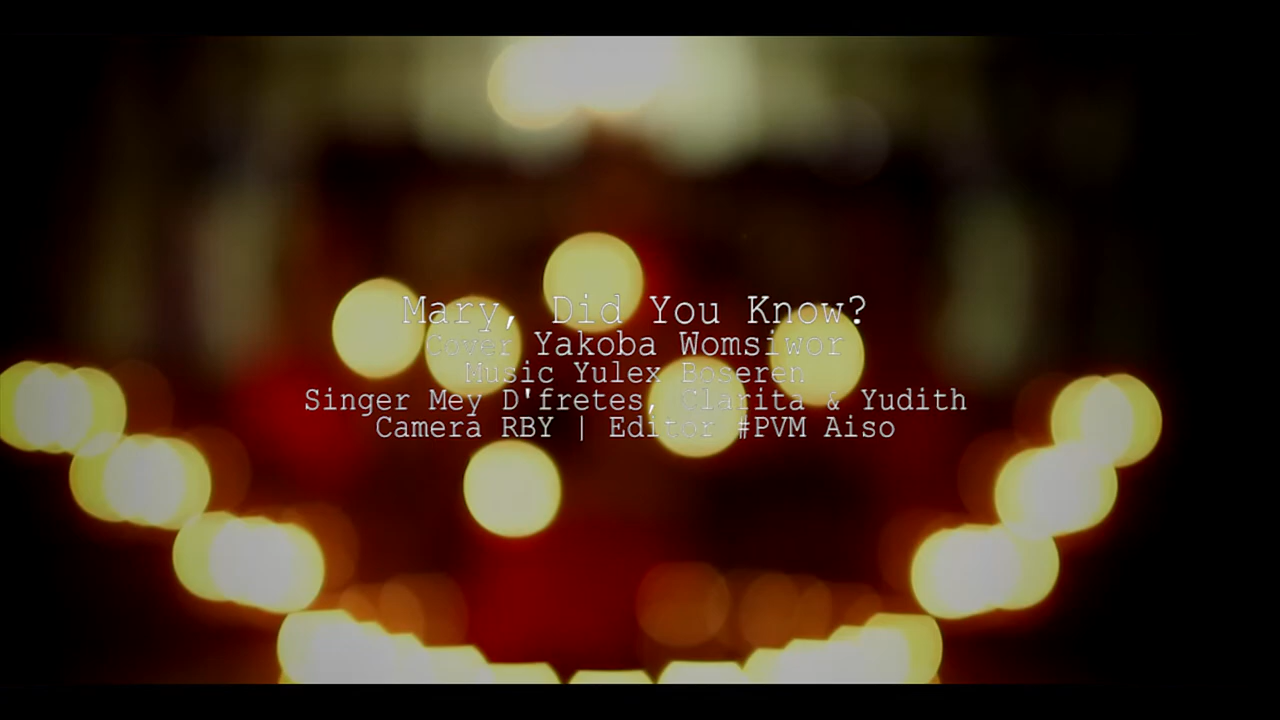 Mary, Did You Know?
Cover Yakoba Womsiwor
Music Yulex Boseren
Singer Mey D'fretes, Clarita & Yudith
Camera RBY | Editor #PVM Aiso